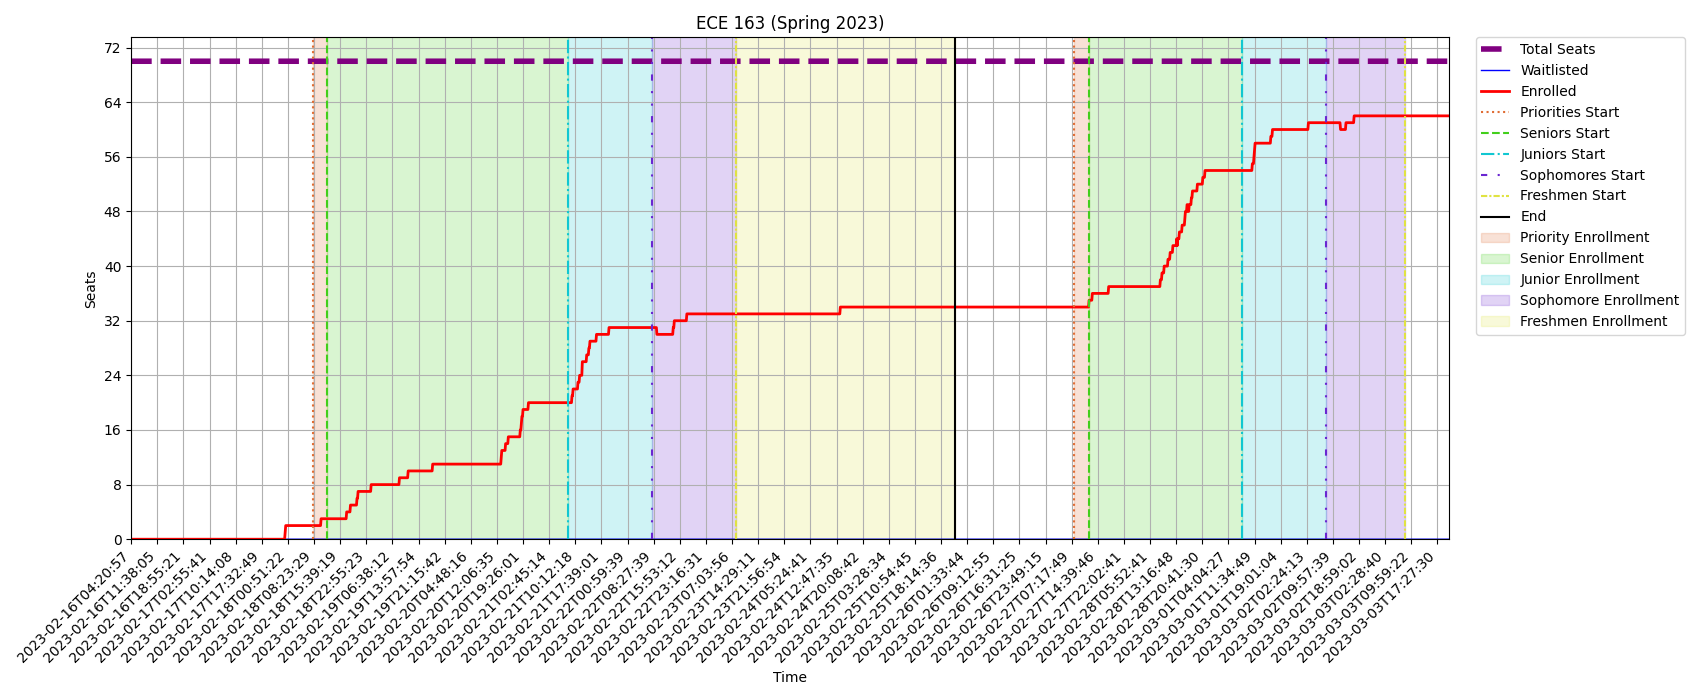 ECE 163 (Spring 2023)
Seats
72
64
56
48
40
32
24
16
8
0
2023-02-16T04:20:57
2023-02-16T11:38:05
2023-02-16T18:55:21
2023-02-17T02:55:41
2023-02-17T10:14:08
2023-02-17T17:32:49
2023-02-18T00:51:22
2023-02-18T08:23:29
2023-02-18T15:39:19
2023-02-18T22:55:23
2023-02-19T06:38:12
2023-02-19T13:57:54
2023-02-19T21:15:42
2023-02-20T04:48:16
2023-02-20T12:06:35
2023-02-20T19:26:01
2023-02-21T02:45:14
2023-02-21T10:12:18
2023-02-21T17:39:01
2023-02-22T00:59:39
2023-02-22T08:27:39
2023-02-22T15:53:12
2023-02-22T23:16:31
2023-02-23T07:03:56
2023-02-23T14:29:11
2023-02-23T21:56:54
2023-02-24T05:24:41
2023-02-24T12:47:35
2023-02-24T20:08:42
2023-02-25T03:28:34
2023-02-25T10:54:45
2023-02-25T18:14:36
2023-02-26T01:33:44
2023-02-26T09:12:55
2023-02-26T16:31:25
2023-02-26T23:49:15
2023-02-27T07:17:49
2023-02-27T14:39:46
2023-02-27T22:02:41
2023-02-28T05:52:41
2023-02-28T13:16:48
2023-02-28T20:41:30
2023-03-01T04:04:27
2023-03-01T11:34:49
2023-03-01T19:01:04
2023-03-02T02:24:13
2023-03-02T09:57:39
2023-03-02T18:59:02
2023-03-03T02:28:40
2023-03-03T09:59:22
2023-03-03T17:27:30
Time
Total Seats
Waitlisted
Enrolled
Priorities Start
Seniors Start
Juniors Start
Sophomores Start
Freshmen Start
End
Priority Enrollment
Senior Enrollment
Junior Enrollment
Sophomore Enrollment
Freshmen Enrollment